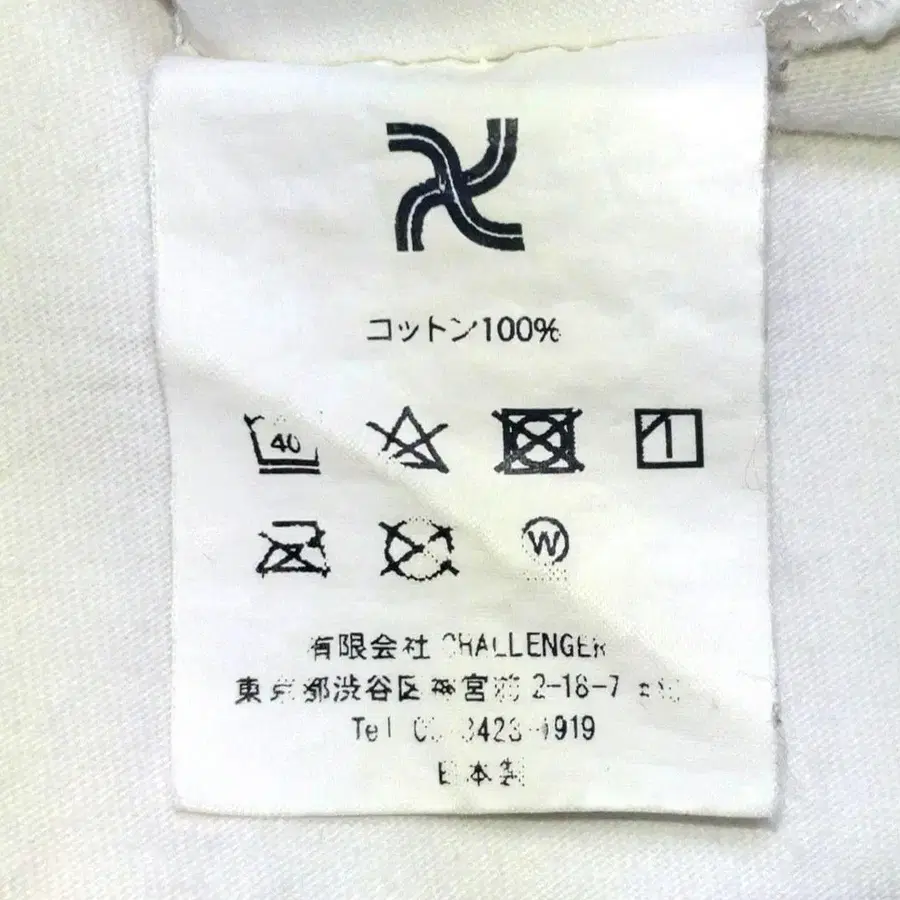 コットン100%
40
W
有限会社 CHALLENGER
東京都渋谷区神宮前 2-18-7
Tel 03-3423-1919
日本製